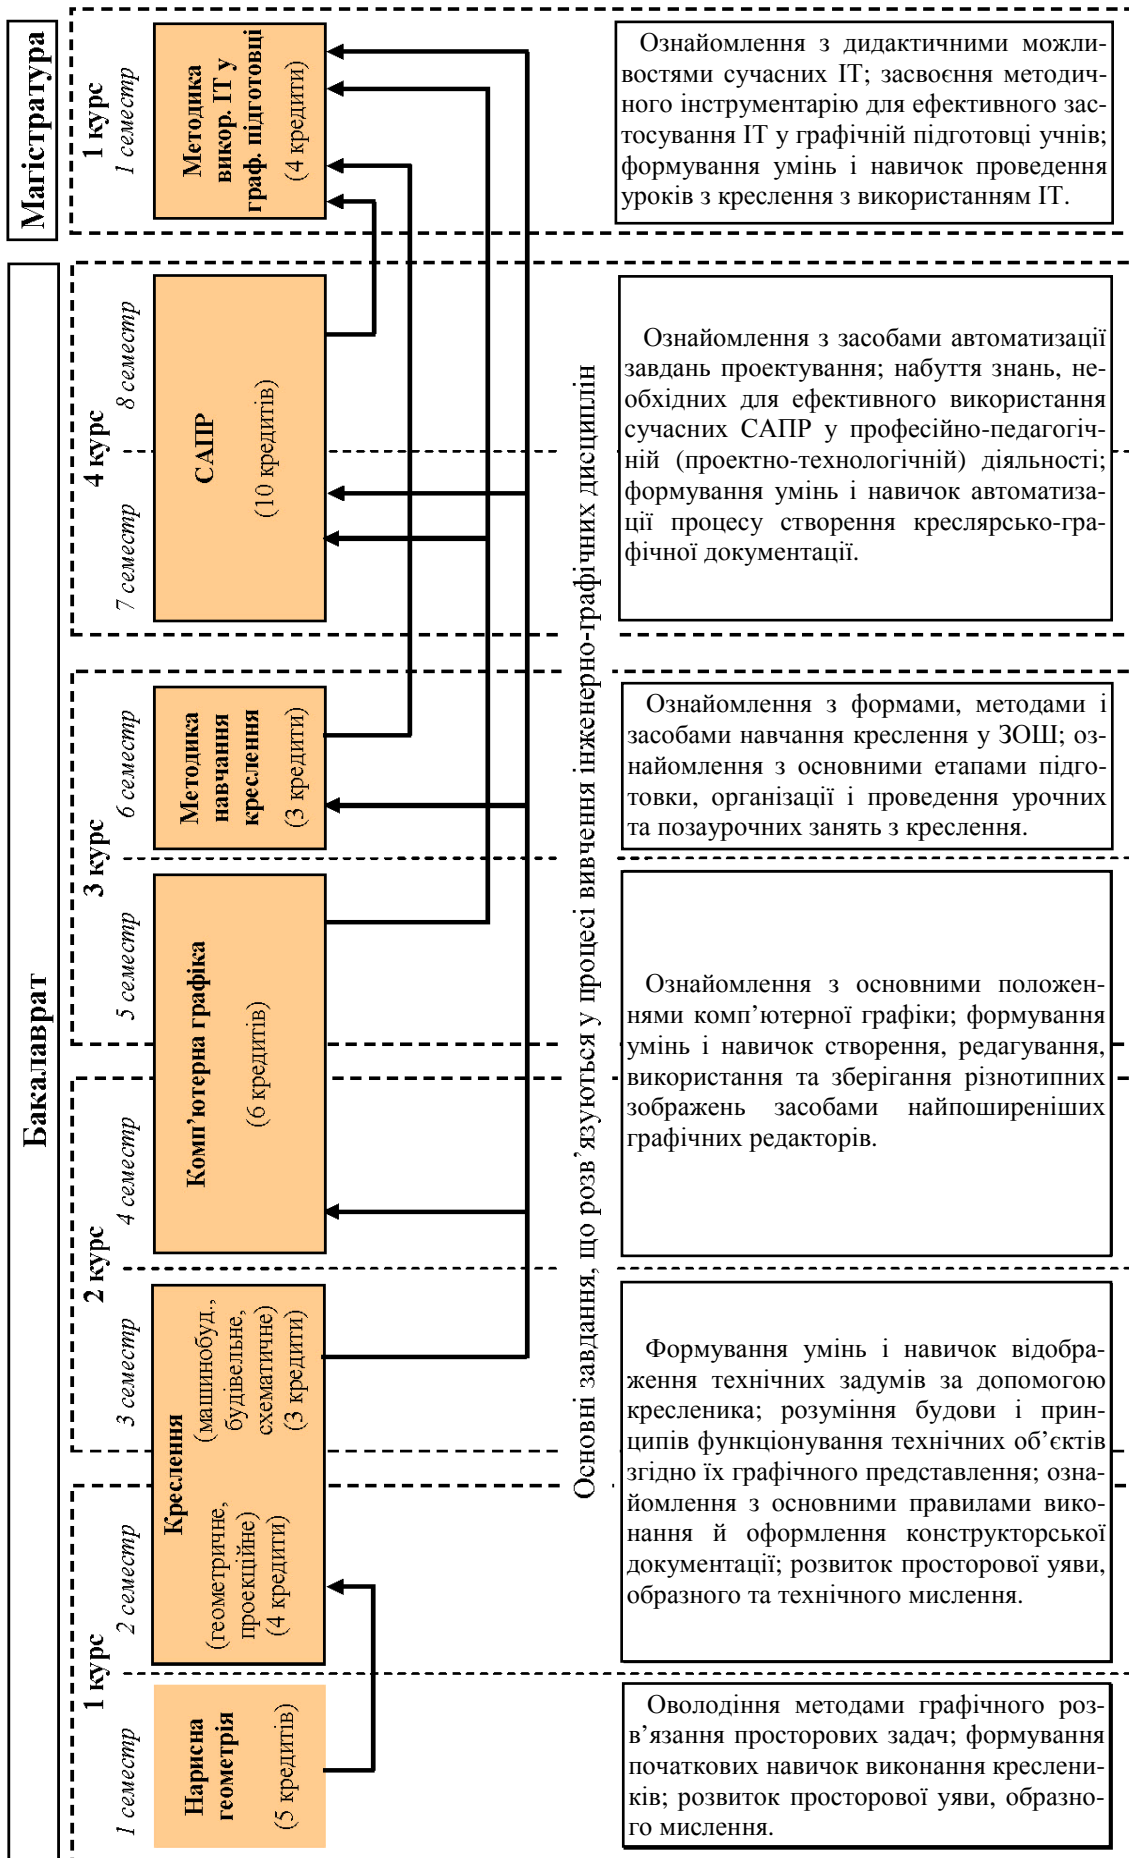 Магістратура
1 курс
1 семестр
Методика
викор. ІТ у
граф. підготовці
(4 кредити)
Ознайомлення з дидактичними можли-
востями сучасних ІТ; засвоєння методич-
ного інструментарію для ефективного зас-
тосування ІТ у графічній підготовці учнів;
формування умінь і навичок проведення
уроків з креслення з використанням ІТ.
Бакалаврат
4 курс
8 семестр
7 семестр
САПР
(10 кредитів)
Ознайомлення з засобами автоматизації
завдань проектування; набуття знань, не-
обхідних для ефективного використання
сучасних САПР у професійно-педагогіч-
ній (проектно-технологічній) діяльності;
формування умінь і навичок автоматиза-
ції процесу створення креслярсько-гра-
фічної документації.
Основні завдання, що розв’язуються у процесі вивчення інженерно-графічних дисциплін
3 курс
6 семестр
Методика
навчання
креслення
(3 кредити)
Ознайомлення з формами, методами і
засобами навчання креслення у ЗОШ; оз-
найомлення з основними етапами підго-
товки, організації і проведення урочних
та позаурочних занять з креслення.
5 семестр
Комп’ютерна графіка
(6 кредитів)
Ознайомлення з основними положен-
нями комп’ютерної графіки; формування
умінь і навичок створення, редагування,
використання та зберігання різнотипних
зображень засобами найпоширеніших
графічних редакторів.
2 курс
4 семестр
3 семестр
Креслення
(машинобуд.,
будівельне,
схематичне)
(3 кредити)
(геометричне,
проекційне)
(4 кредити)
Формування умінь і навичок відобра-
ження технічних задумів за допомогою
кресленика; розуміння будови і прин-
ципів функціонування технічних об’єктів
згідно їх графічного представлення; озна-
йомлення з основними правилами вико-
нання й оформлення конструкторської
документації; розвиток просторової уяви,
образного та технічного мислення.
1 курс
2 семестр
1 семестр
Нарисна
геометрія
(5 кредитів)
Оволодіння методами графічного роз-
в’язання просторових задач; формування
початкових навичок виконання креслени-
ків; розвиток просторової уяви, образно-
го мислення.